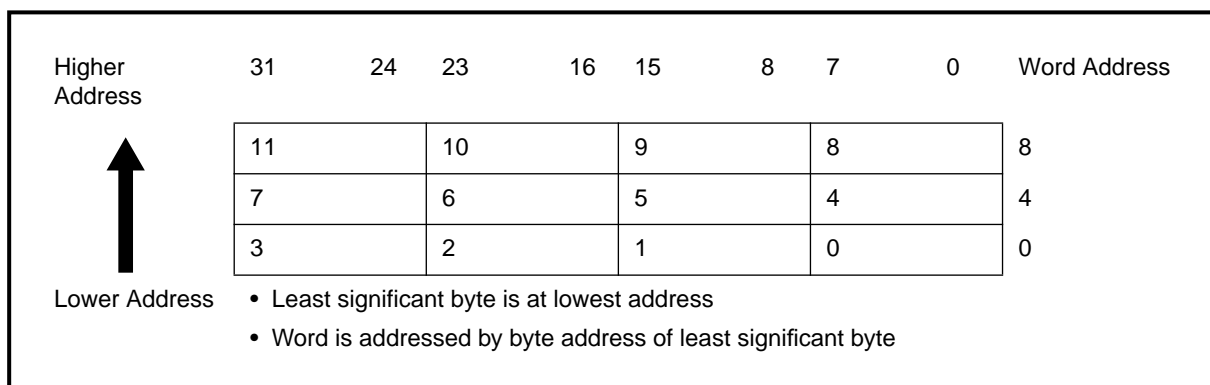 Higher Address 31 24 23 16 15 8 7 0 Word Address
11 10 9 8 8
7 6 5 4 4
3 2 1 0 0
Lower Address
• Least significant byte is at lowest address
• Word is addressed by byte address of least significant byte